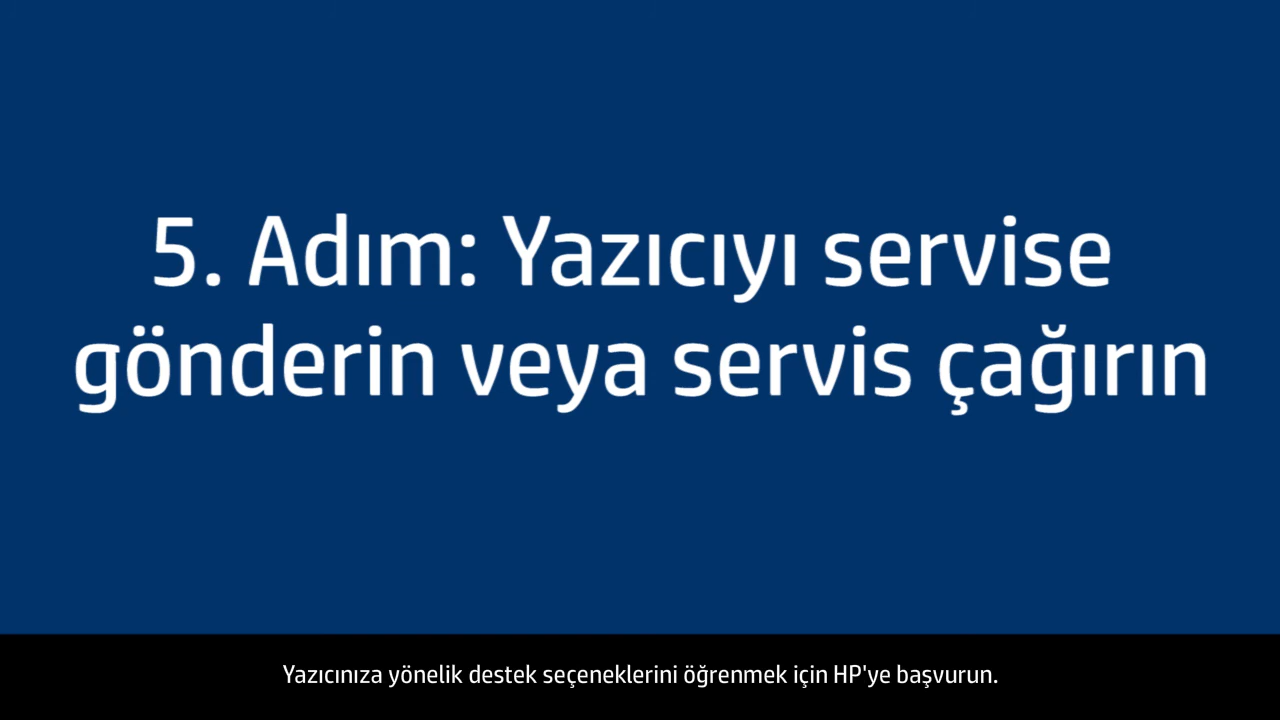 5. Adım: Yazıcıyı servise
gönderin veya servis çağırın
Yazıcınıza yönelik destek seçeneklerini öğrenmek için HP'ye başvurun.